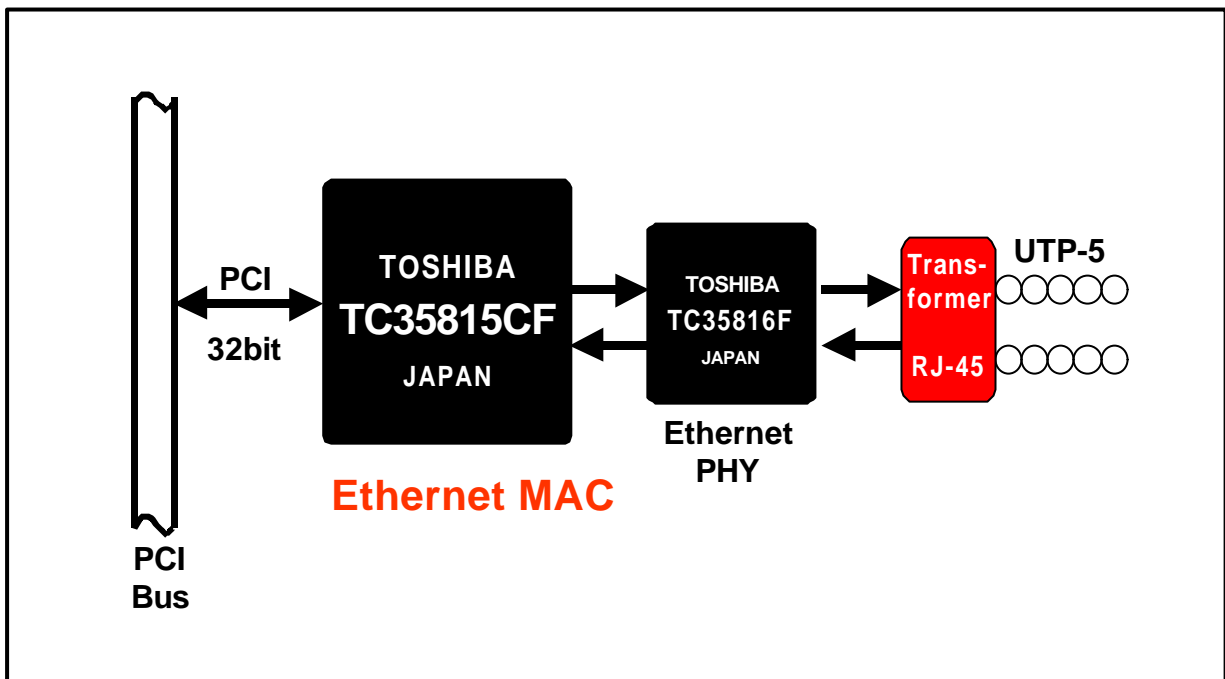 PCI
32bit
PCI
Bus
TOSHIBA
TC35815CF
JAPAN
Ethernet MAC
TOSHIBA
TC35816F
JAPAN
Ethernet
PHY
Trans-
former
RJ-45
UTP-5